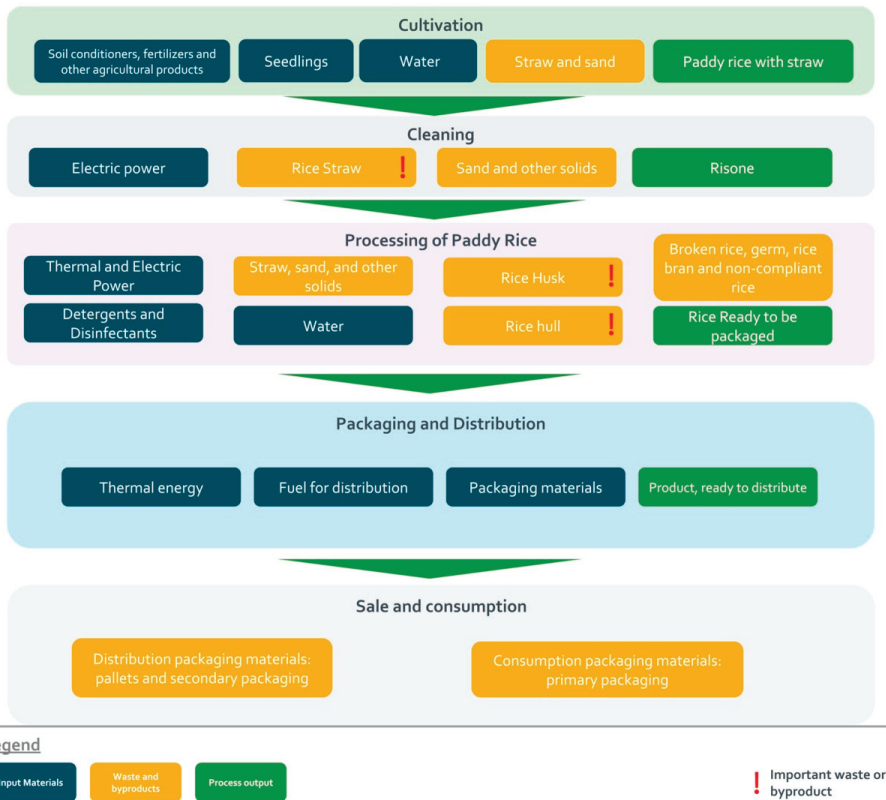 Cultivation
Soil conditioners, fertilizers and
other agricultural products
Seedlings
Water
Straw and sand
Paddy rice with straw
Cleaning
Electric power
Rice Straw
!
Sand and other solids
Risone
Processing of Paddy Rice
Thermal and Electric
Power
Straw, sand, and other
solids
Rice Husk
!
Broken rice, germ, rice
bran and non-compliant
rice
Detergents and
Disinfectants
Water
Rice hull
!
Rice Ready to be
packaged
Packaging and Distribution
Thermal energy
Fuel for distribution
Packaging materials
Product, ready to distribute
Sale and consumption
Distribution packaging materials:
pallets and secondary packaging
Consumption packaging materials:
primary packaging
egend
nput Materials
Waste and
byproducts
Process output
!
Important waste or
byproduct